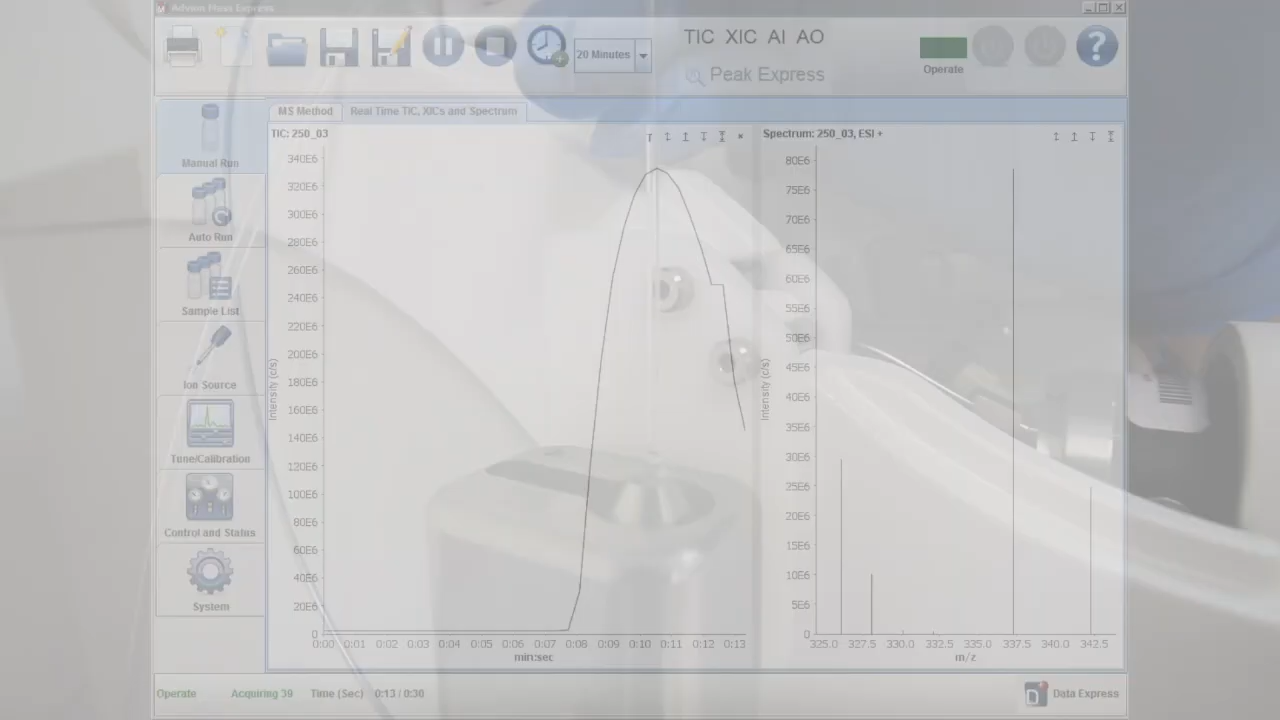 Advion Mass Express
20 Minutes
TIC XIC AI AO
Peak Express
Operate
MS Method
Real Time TIC, XICs and Spectrum
Manual Run
Auto Run
Sample List
Ion Source
Tune/Calibration
Control and Status
System
TIC: 250_03
340E6
320E6
300E6
280E6
260E6
240E6
220E6
200E6
180E6
160E6
140E6
120E6
100E6
80E6
60E6
40E6
20E6
0
Intensity (c/s)
0:00 0:01 0:02 0:03 0:04 0:05 0:06 0:07 0:08 0:09 0:10 0:11 0:12 0:13
min:sec
Spectrum: 250_03, ESI +
80E6
75E6
70E6
65E6
60E6
55E6
50E6
45E6
40E6
35E6
30E6
25E6
20E6
15E6
10E6
5E6
0
Intensity (c/s)
325.0 327.5 330.0 332.5 335.0 337.5 340.0 342.5
m/z
Operate
Acquiring 39
Time (Sec)
0:13 / 0:30
Data Express